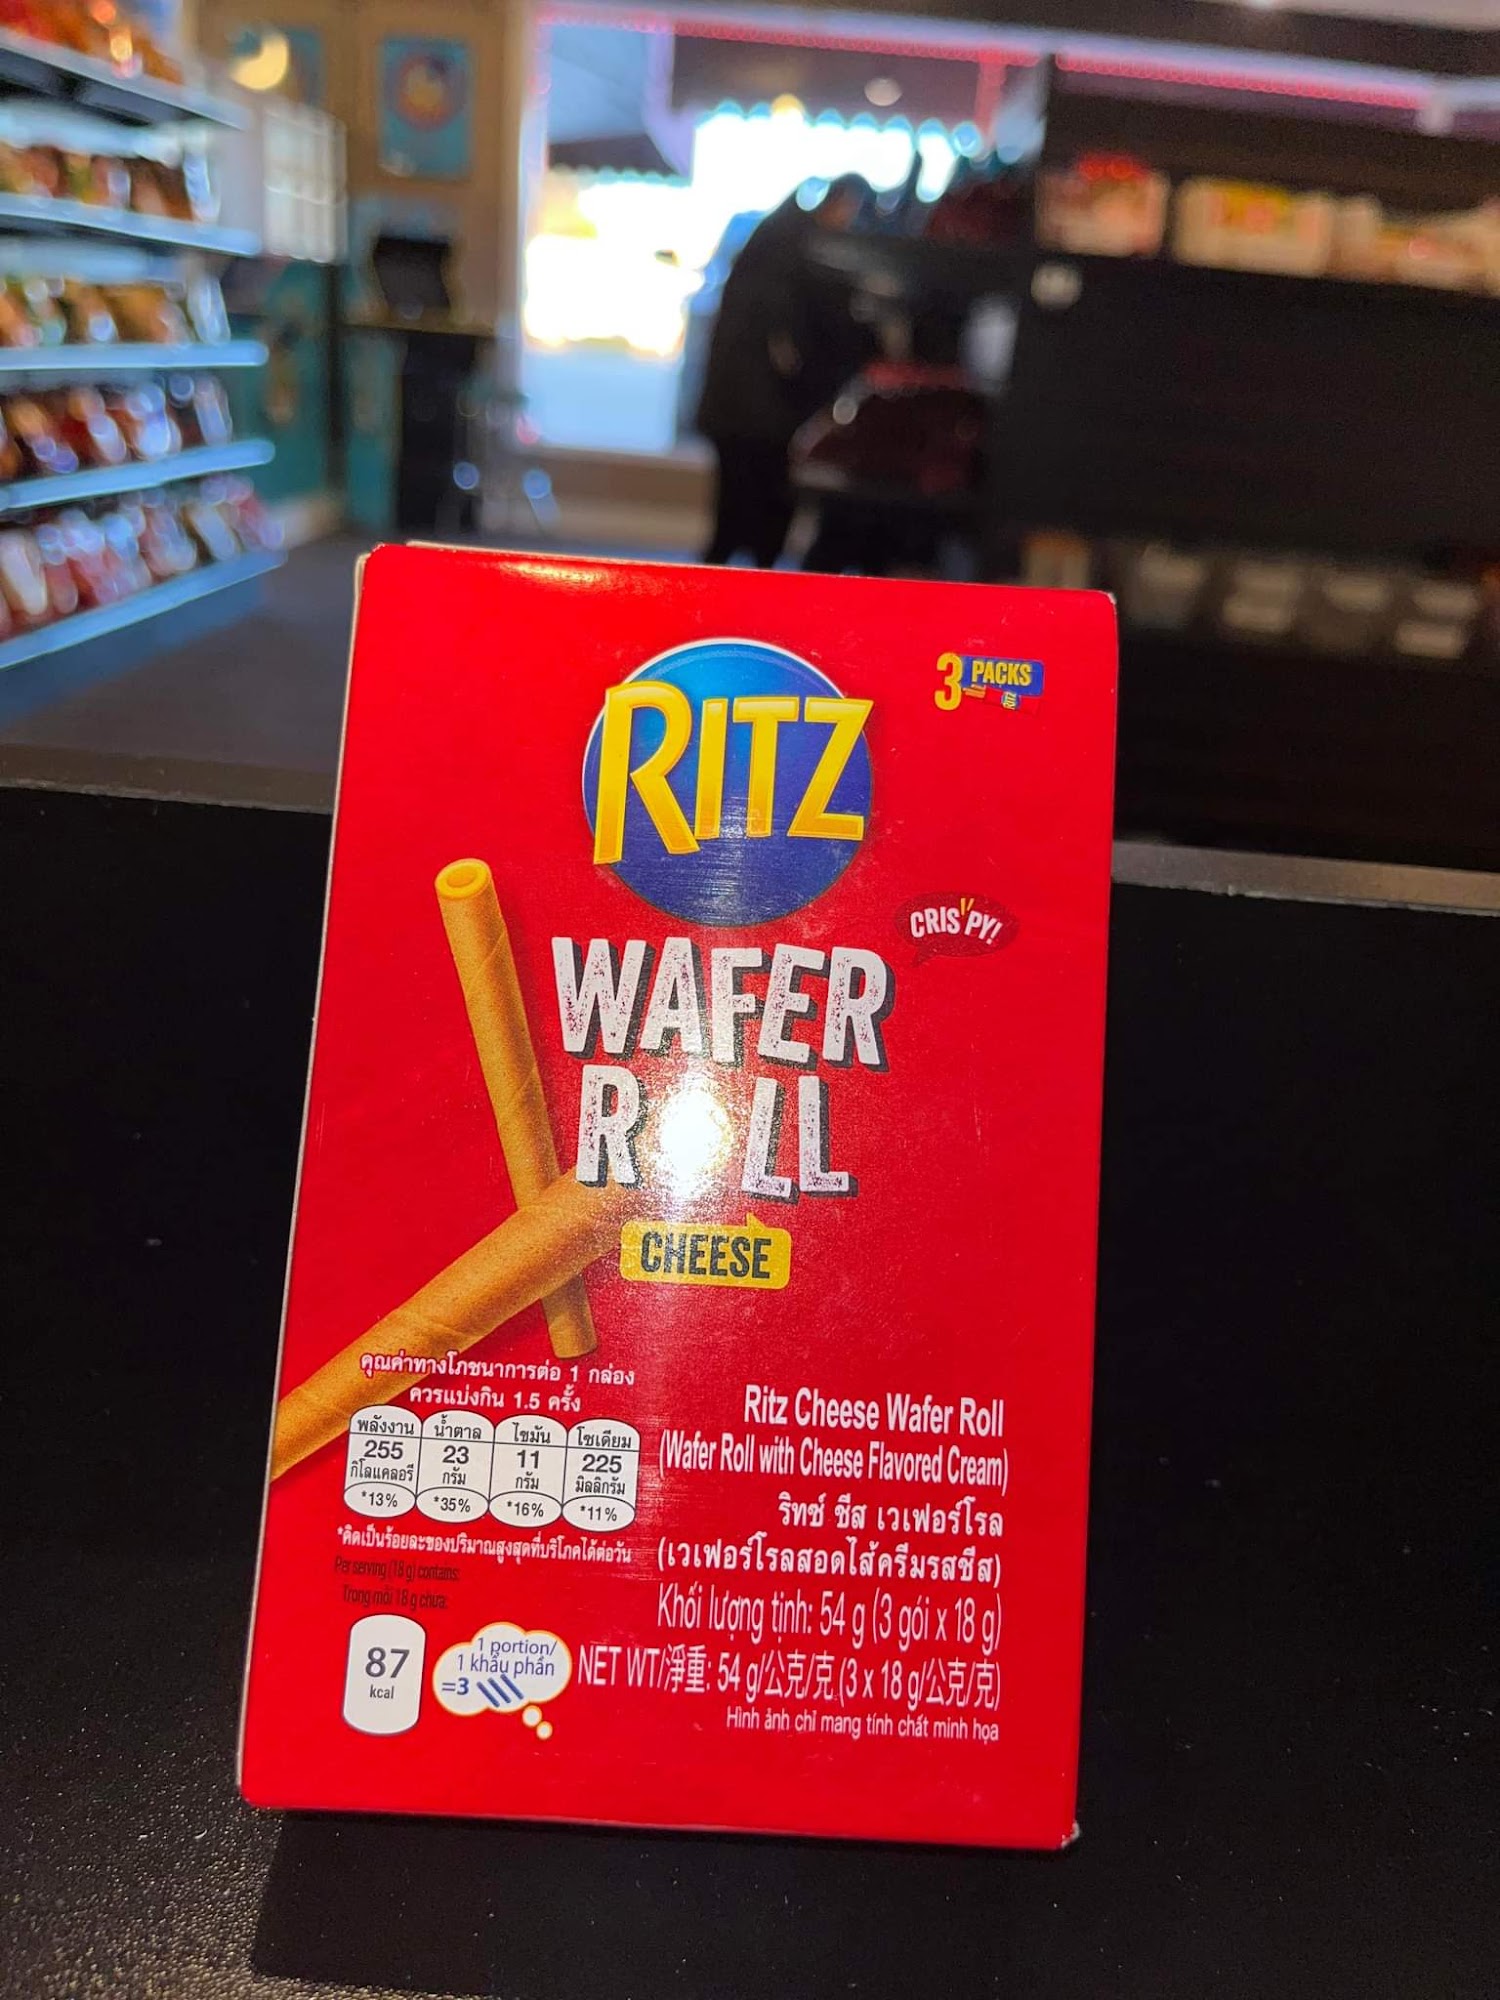 RITZ
3 PACKS
CRISPY!
WAFER
ROLL
CHEESE
คุณค่าทางโภชนาการต่อ 1 กล่อง
ควรแบ่งกิน 1.5 ครั้ง
พลังงาน น้ำตาล ไขมัน โซเดียม
255 23 11 225
กิโลแคลอรี กรัม กรัม มิลลิกรัม
*13% *35% *16% *11%
*คิดเป็นร้อยละของปริมาณสูงสุดที่บริโภคได้ต่อวัน
Per serving (18 g) contains:
Trong mỗi 18 g chứa:
87
kcal
1 portion/
1 khẩu phần
=3
Ritz Cheese Wafer Roll
(Wafer Roll with Cheese Flavored Cream)
ริทซ์ ชีส เวเฟอร์โรล
(เวเฟอร์โรลสอดไส้ครีมรสชีส)
Khối lượng tịnh: 54 g (3 gói x 18 g)
NET WT/淨重: 54 g/公克/克 (3 x 18 g/公克/克)
Hình ảnh chỉ mang tính chất minh họa